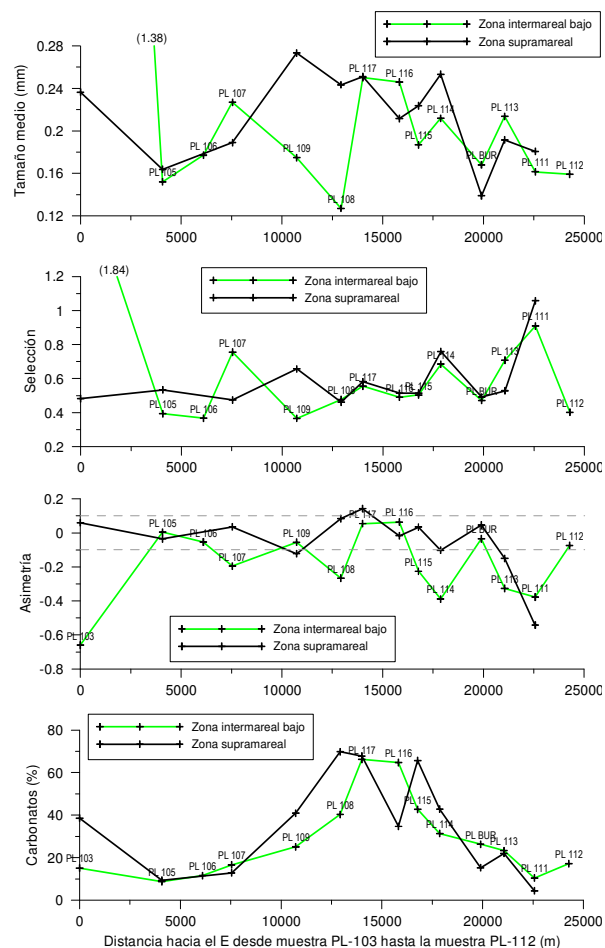 (1.38)
Zona intermareal bajo
Zona supramareal
Tamaño medio (mm)
0.28
0.24
0.2
0.16
0.12
PL 105
PL 106
PL 107
PL 109
PL 108
PL 117
PL 116
PL 115
PL 114
PL BUR
PL 113
PL 111
PL 112
0 5000 10000 15000 20000 25000
(1.84)
Zona intermareal bajo
Zona supramareal
Selección
1.2
1
0.8
0.6
0.4
0.2
PL 105
PL 106
PL 107
PL 109
PL 108
PL 117
PL 116
PL 115
PL 114
PL BUR
PL 113
PL 111
PL 112
0 5000 10000 15000 20000 25000
Asimetría
0.2
0
-0.2
-0.4
-0.6
-0.8
PL 103
PL 105
PL 106
PL 107
PL 109
PL 108
PL 117
PL 116
PL 115
PL 114
PL BUR
PL 113
PL 111
PL 112
Zona intermareal bajo
Zona supramareal
0 5000 10000 15000 20000 25000
Zona intermareal bajo
Zona supramareal
Carbonatos (%)
80
60
40
20
0
PL 103
PL 105
PL 106
PL 107
PL 109
PL 108
PL 117
PL 116
PL 115
PL 114
PL BUR
PL 113
PL 111
PL 112
0 5000 10000 15000 20000 25000
Distancia hacia el E desde muestra PL-103 hasta la muestra PL-112 (m)